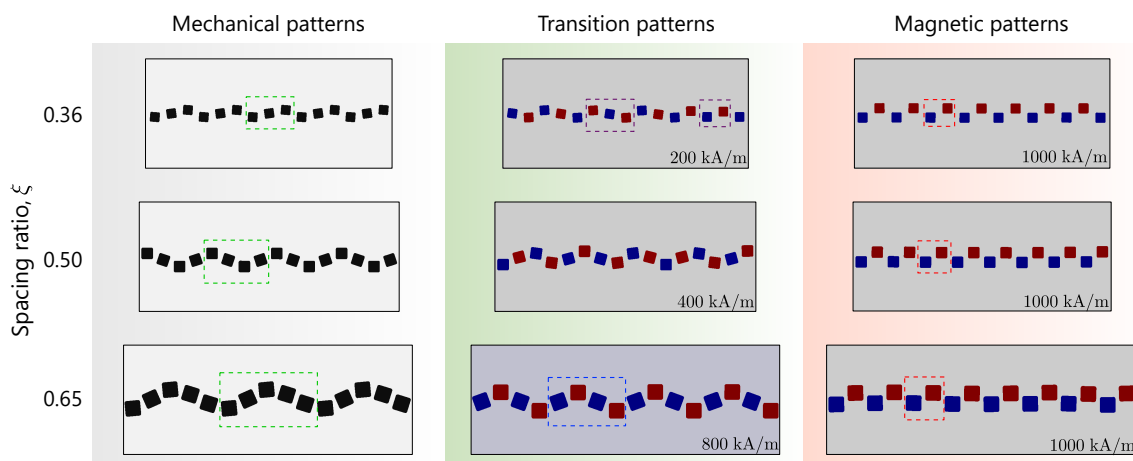 Mechanical patterns
Transition patterns
Magnetic patterns
Spacing ratio, ξ
0.36
200 kA/m
1000 kA/m
0.50
400 kA/m
1000 kA/m
0.65
800 kA/m
1000 kA/m